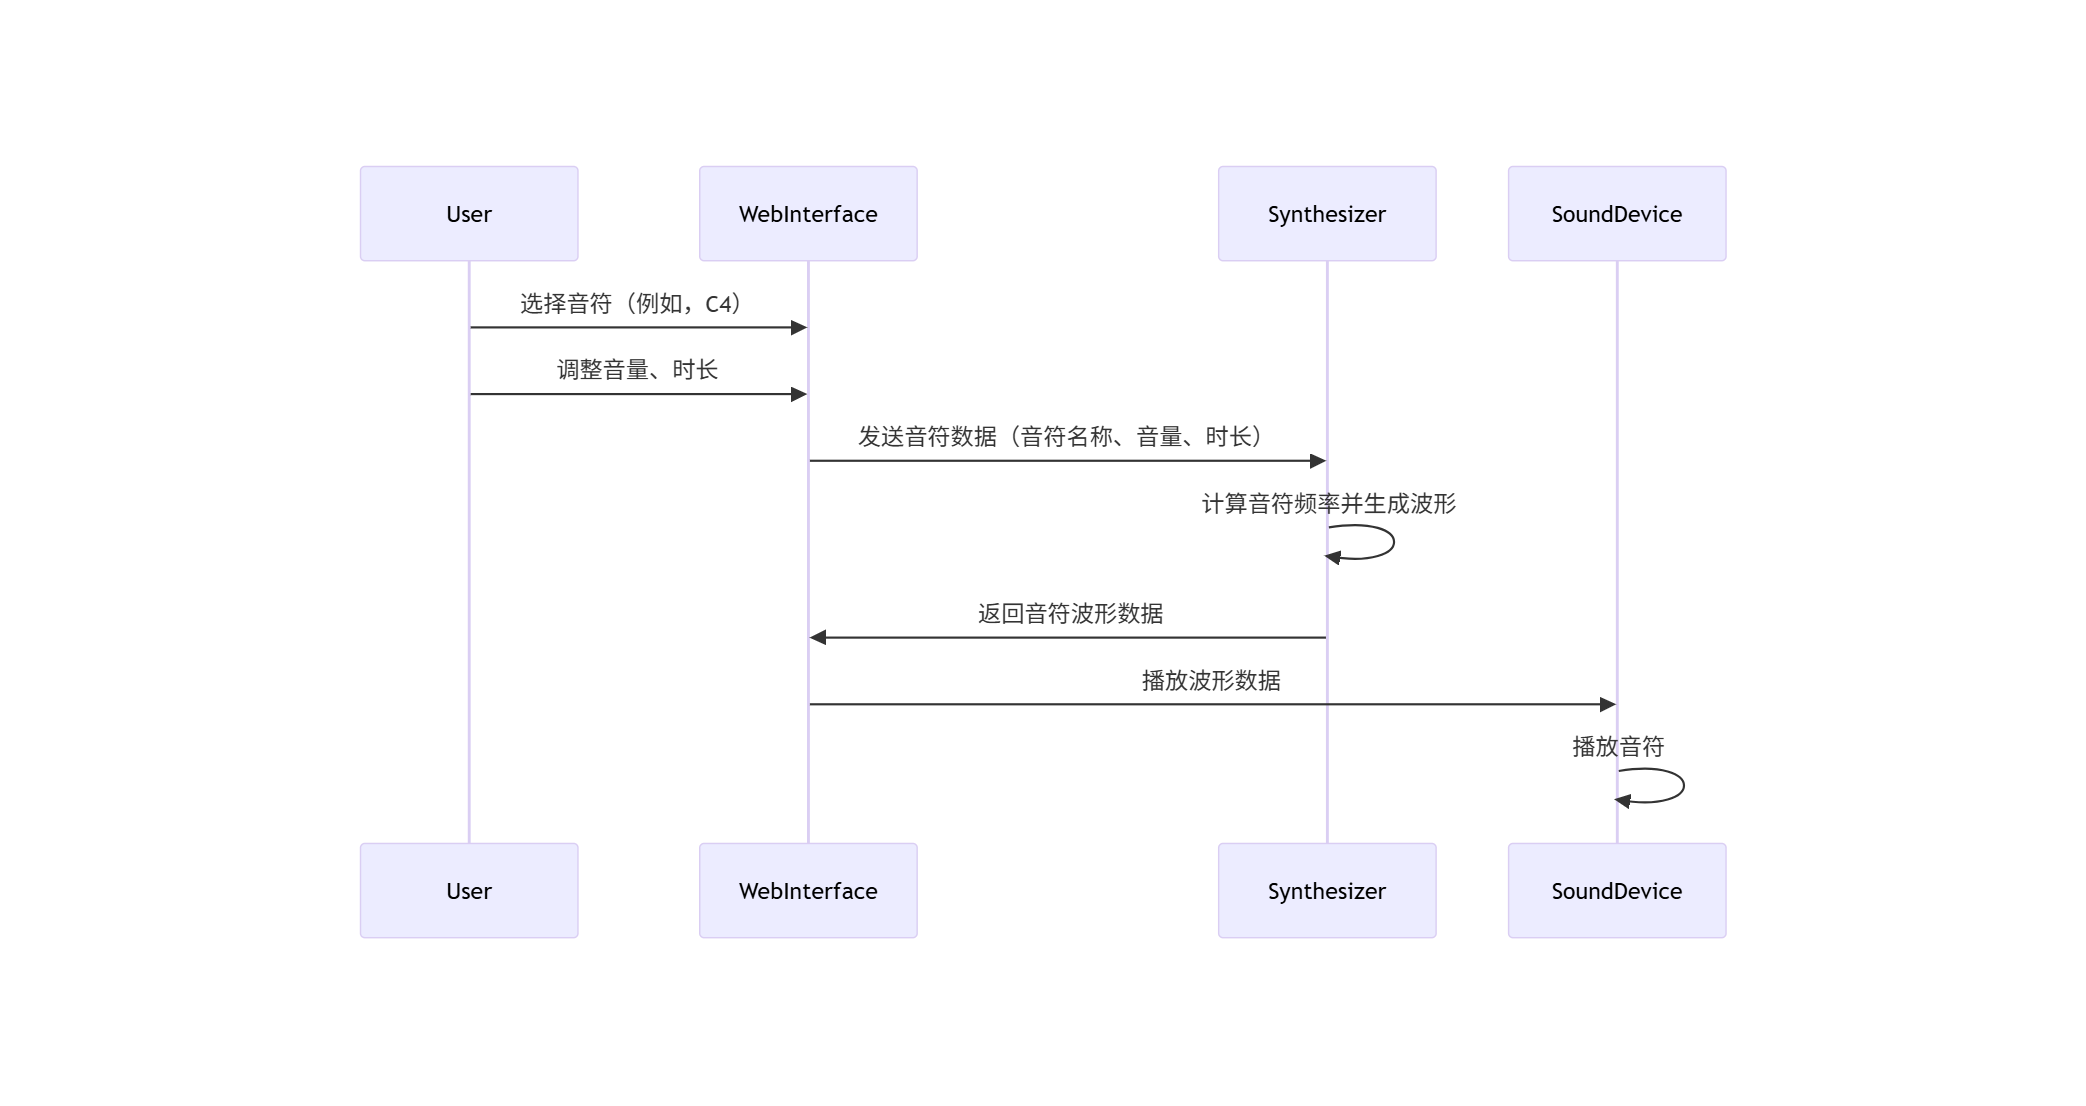 User
WebInterface
Synthesizer
SoundDevice
选择音符（例如，C4）
调整音量、时长
发送音符数据（音符名称、音量、时长）
计算音符频率并生成波形
返回音符波形数据
播放波形数据
播放音符
User
WebInterface
Synthesizer
SoundDevice